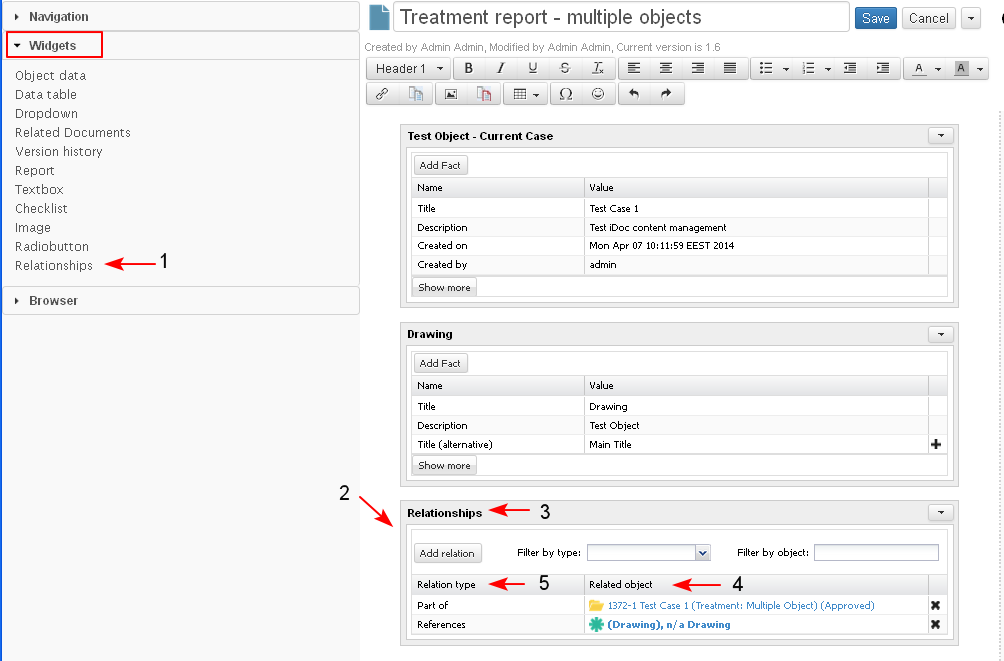 Navigation
Widgets
Object data
Data table
Dropdown
Related Documents
Version history
Report
Textbox
Checklist
Image
Radiobutton
Relationships
1
Browser
Treatment report - multiple objects
Save
Cancel
Created by Admin Admin, Modified by Admin Admin, Current version is 1.6
Header 1 B I U S Tx A A
Ω
Test Object - Current Case
Add Fact
Name Value
Title Test Case 1
Description Test iDoc content management
Created on Mon Apr 07 10:11:59 EEST 2014
Created by admin
Show more
Drawing
Add Fact
Name Value
Title Drawing
Description Test Object
Title (alternative) Main Title
Show more
2
Relationships 3
Add relation Filter by type: Filter by object:
Relation type 5 Related object 4
Part of 1372-1 Test Case 1 (Treatment: Multiple Object) (Approved)
References (Drawing), n/a Drawing